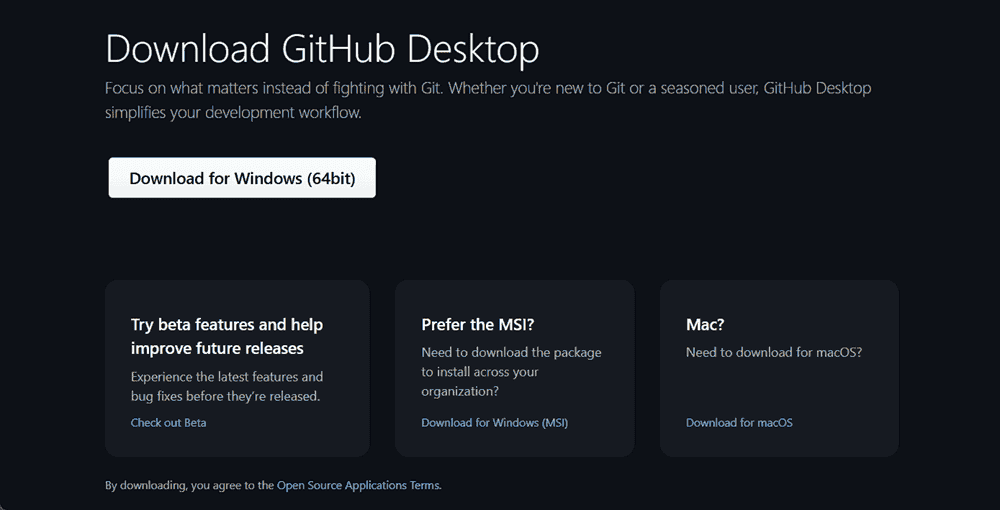 Download GitHub Desktop
Focus on what matters instead of fighting with Git. Whether you're new to Git or a seasoned user, GitHub Desktop
simplifies your development workflow.
Download for Windows (64bit)
Try beta features and help
improve future releases
Experience the latest features and
bug fixes before they're released.
Check out Beta
Prefer the MSI?
Need to download the package
to install across your
organization?
Download for Windows (MSI)
Mac?
Need to download for macOS?
Download for macOS
By downloading, you agree to the Open Source Applications Terms.